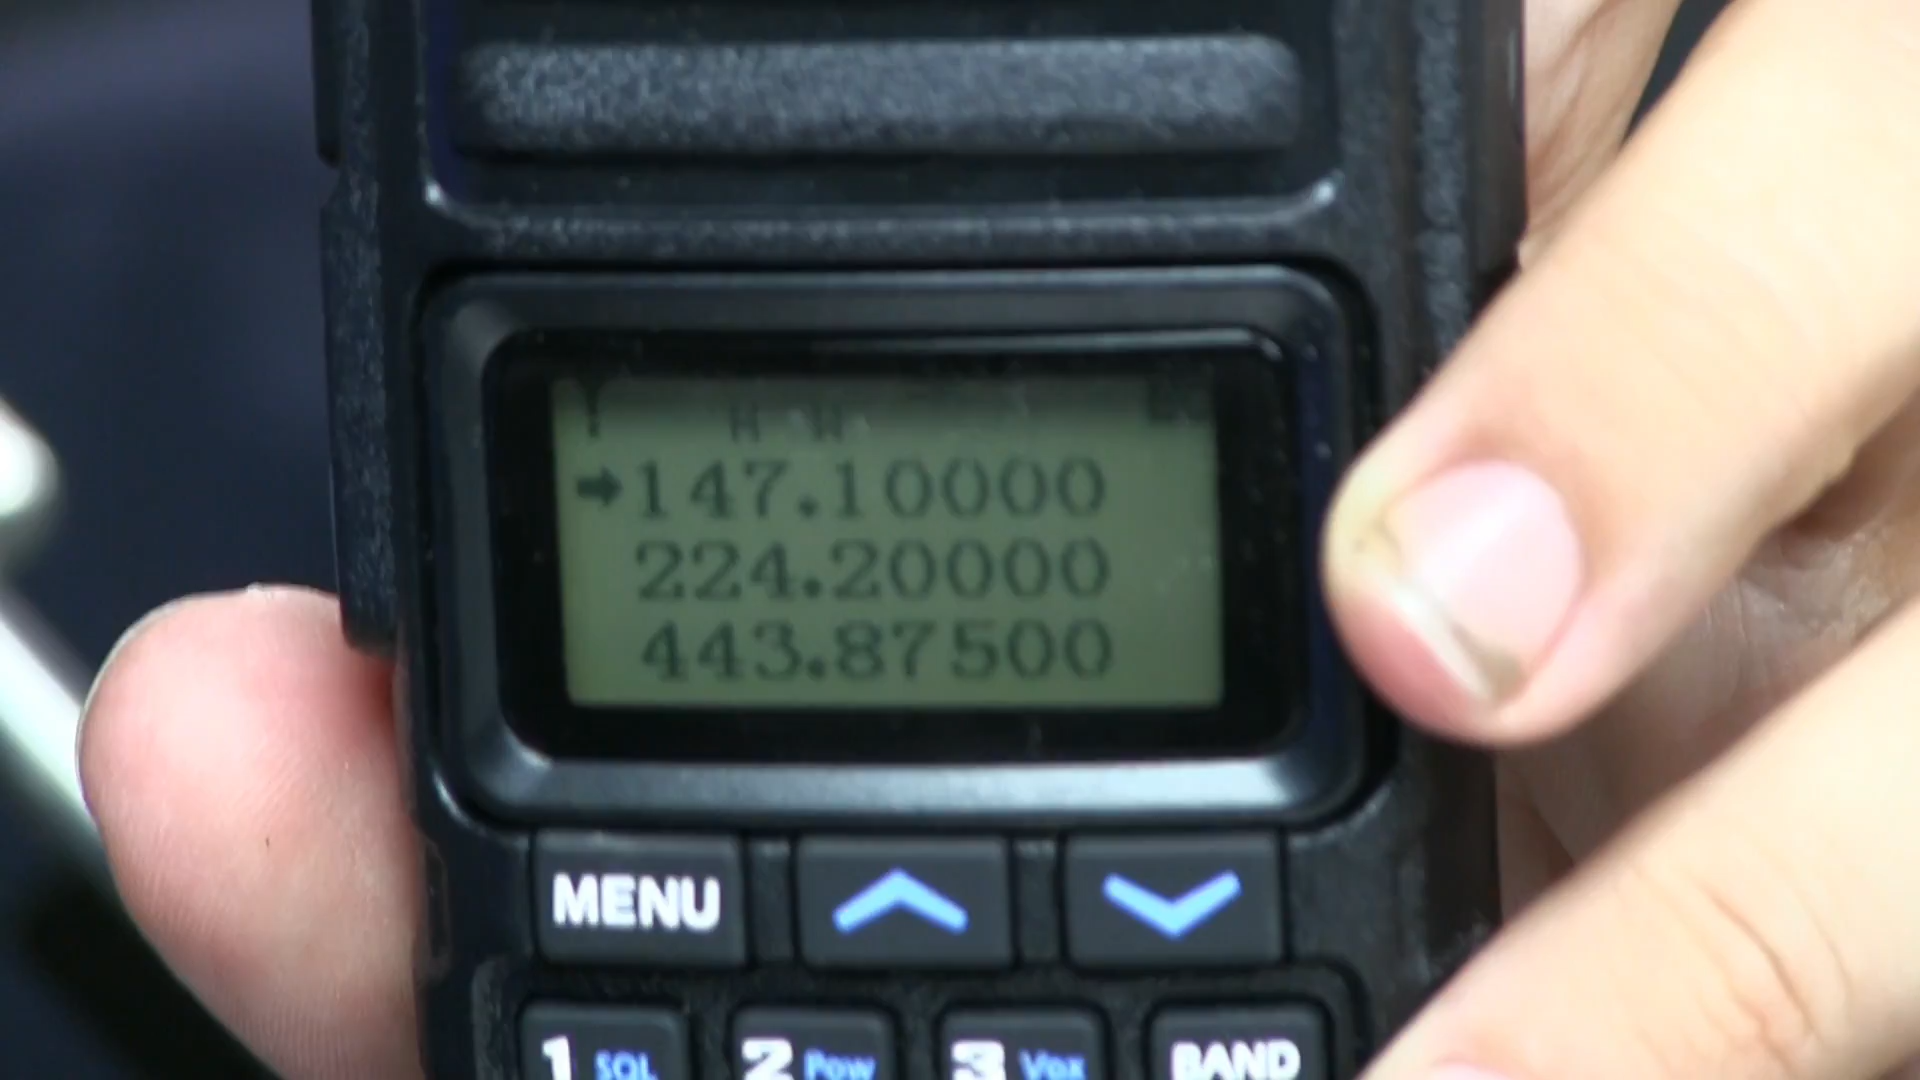 H W
➡147.10000
224.20000
443.87500
MENU
1 SQL 2 Pow 3 Vox BAND